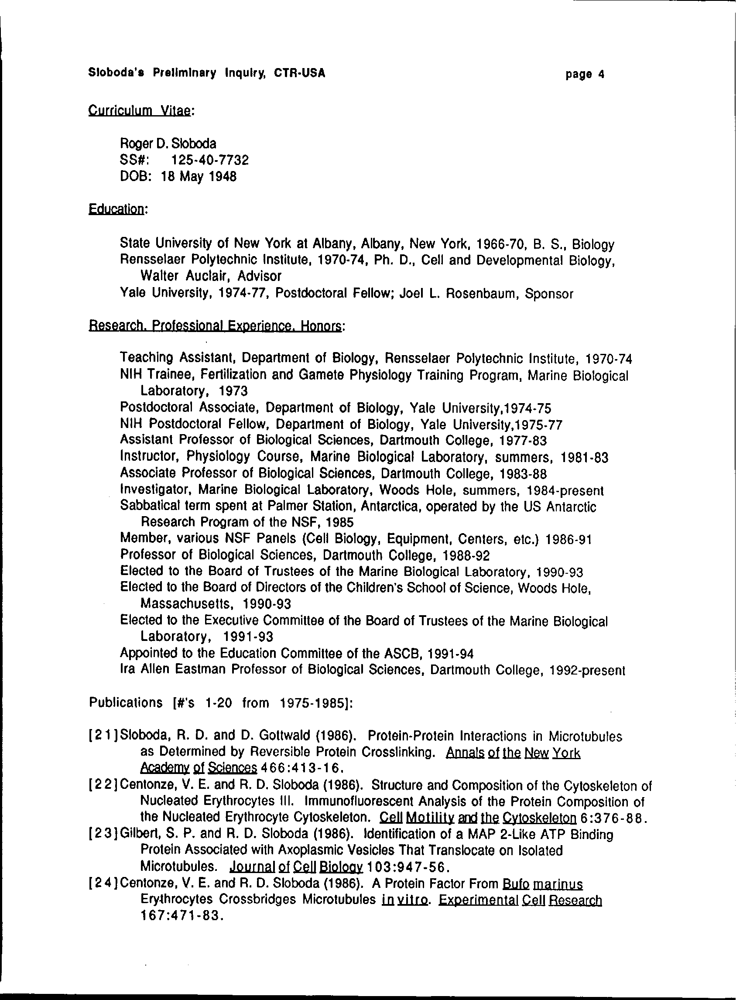 Sloboda's Preliminary Inquiry, CTR-USA page 4
Curriculum Vitae:
Roger D. Sloboda
SS#: 125-40-7732
DOB: 18 May 1948
Education:
State University of New York at Albany, Albany, New York, 1966-70, B. S., Biology
Rensselaer Polytechnic Institute, 1970-74, Ph. D., Cell and Developmental Biology,
Walter Auclair, Advisor
Yale University, 1974-77, Postdoctoral Fellow; Joel L. Rosenbaum, Sponsor
Research, Professional Experience, Honors:
Teaching Assistant, Department of Biology, Rensselaer Polytechnic Institute, 1970-74
NIH Trainee, Fertilization and Gamete Physiology Training Program, Marine Biological
Laboratory, 1973
Postdoctoral Associate, Department of Biology, Yale University,1974-75
NIH Postdoctoral Fellow, Department of Biology, Yale University,1975-77
Assistant Professor of Biological Sciences, Dartmouth College, 1977-83
Instructor, Physiology Course, Marine Biological Laboratory, summers, 1981-83
Associate Professor of Biological Sciences, Dartmouth College, 1983-88
Investigator, Marine Biological Laboratory, Woods Hole, summers, 1984-present
Sabbatical term spent at Palmer Station, Antarctica, operated by the US Antarctic
Research Program of the NSF, 1985
Member, various NSF Panels (Cell Biology, Equipment, Centers, etc.) 1986-91
Professor of Biological Sciences, Dartmouth College, 1988-92
Elected to the Board of Trustees of the Marine Biological Laboratory, 1990-93
Elected to the Board of Directors of the Children's School of Science, Woods Hole,
Massachusetts, 1990-93
Elected to the Executive Committee of the Board of Trustees of the Marine Biological
Laboratory, 1991-93
Appointed to the Education Committee of the ASCB, 1991-94
Ira Allen Eastman Professor of Biological Sciences, Dartmouth College, 1992-present
Publications [#'s 1-20 from 1975-1985]:
[21]Sloboda, R. D. and D. Gottwald (1986). Protein-Protein Interactions in Microtubules
as Determined by Reversible Protein Crosslinking. Annals of the New York
Academy of Sciences 466:413-16.
[22]Centonze, V. E. and R. D. Sloboda (1986). Structure and Composition of the Cytoskeleton of
Nucleated Erythrocytes III. Immunofluorescent Analysis of the Protein Composition of
the Nucleated Erythrocyte Cytoskeleton. Cell Motility and the Cytoskeleton 6:376-88.
[23]Gilbert, S. P. and R. D. Sloboda (1986). Identification of a MAP 2-Like ATP Binding
Protein Associated with Axoplasmic Vesicles That Translocate on Isolated
Microtubules. Journal of Cell Biology 103:947-56.
[24]Centonze, V. E. and R. D. Sloboda (1986). A Protein Factor From Bufo marinus
Erythrocytes Crossbridges Microtubules in vitro. Experimental Cell Research
167:471-83.